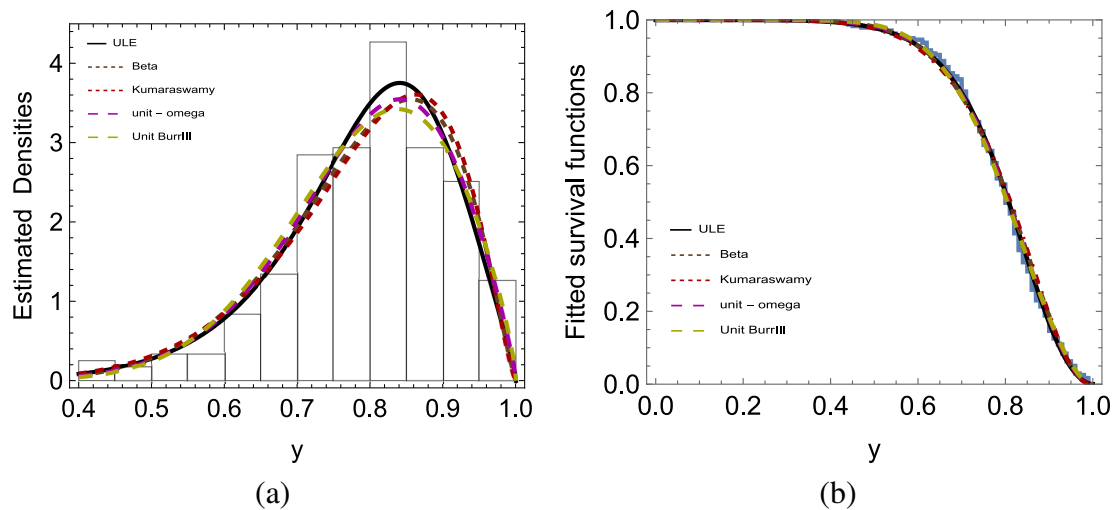 ULE
Beta
Kumaraswamy
unit – omega
Unit BurrIII
Estimated Densities
4
3
2
1
0
0.4 0.5 0.6 0.7 0.8 0.9 1.0
y
(a)
ULE
Beta
Kumaraswamy
unit – omega
Unit BurrIII
Fitted survival functions
1.0
0.8
0.6
0.4
0.2
0.0
0.0 0.2 0.4 0.6 0.8 1.0
y
(b)